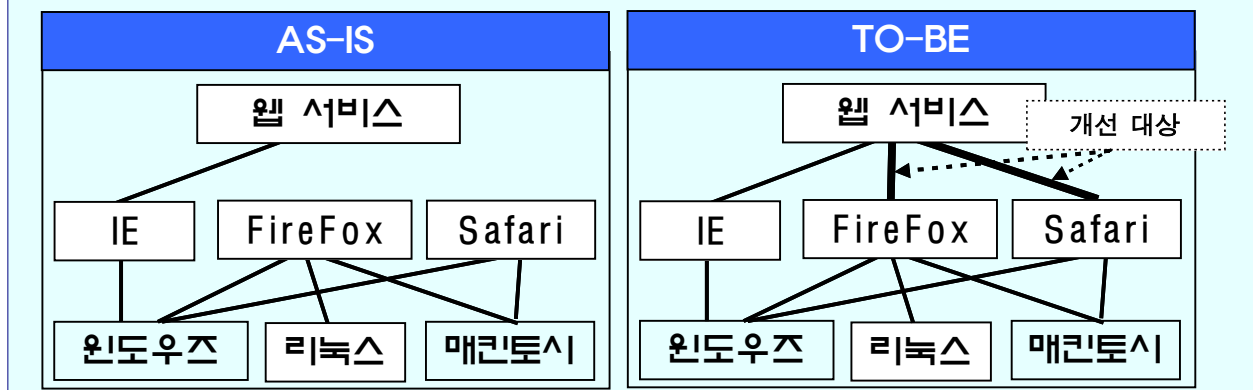 AS-IS
웹 서비스
IE
FireFox
Safari
윈도우즈
리눅스
매킨토시
TO-BE
웹 서비스
개선 대상
IE
FireFox
Safari
윈도우즈
리눅스
매킨토시